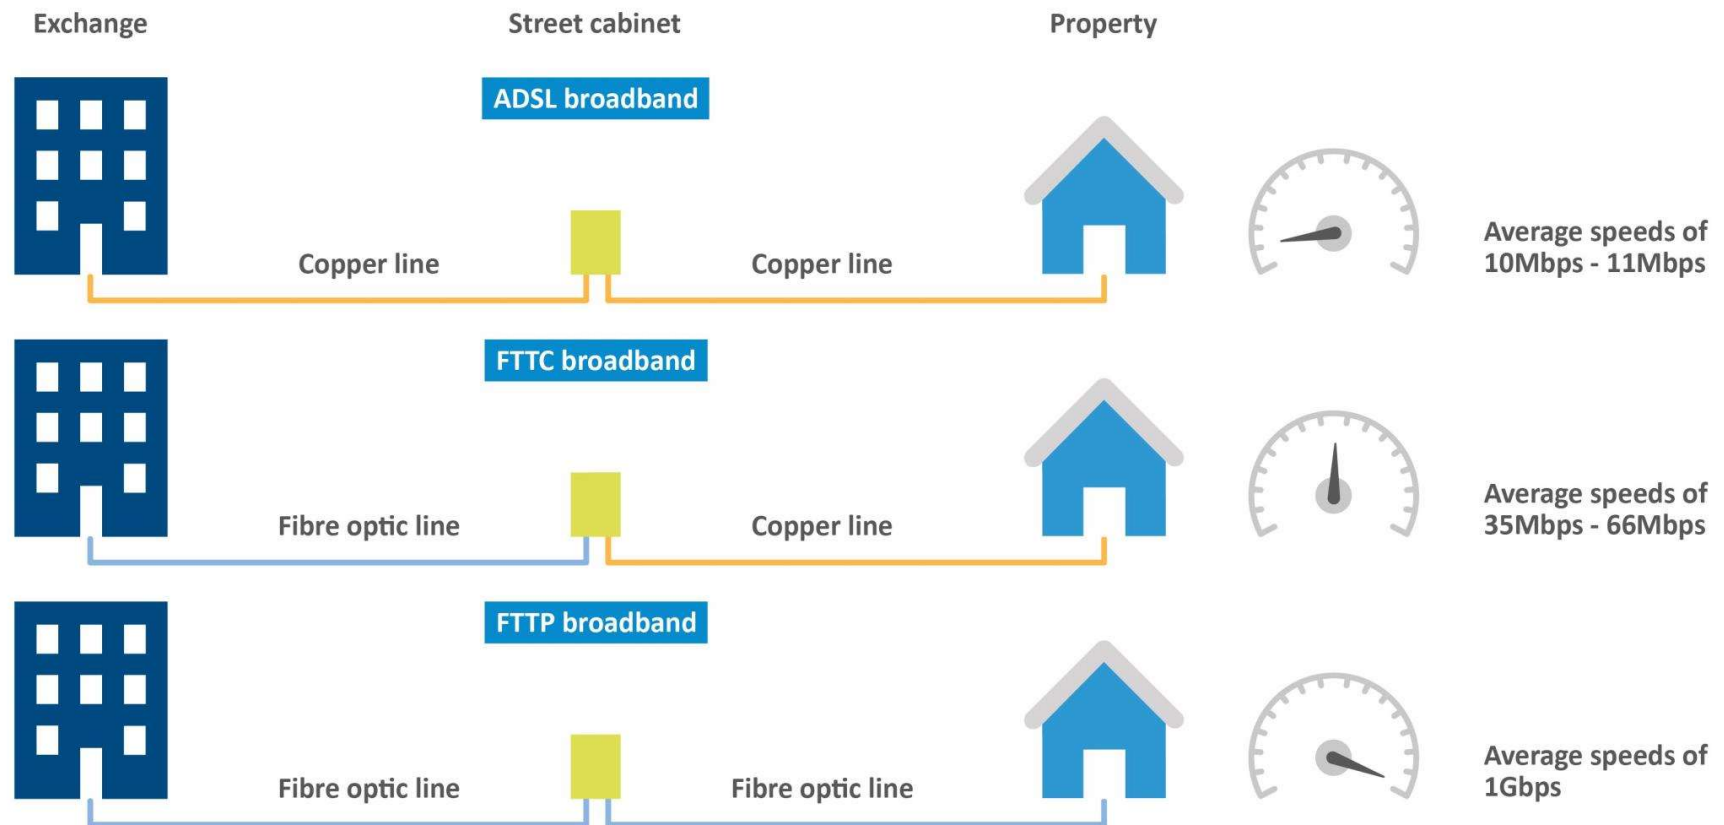 Exchange
Street cabinet
Property
ADSL broadband
Copper line
Copper line
Average speeds of
10Mbps - 11Mbps
FTTC broadband
Fibre optic line
Copper line
Average speeds of
35Mbps - 66Mbps
FTTP broadband
Fibre optic line
Fibre optic line
Average speeds of
1Gbps